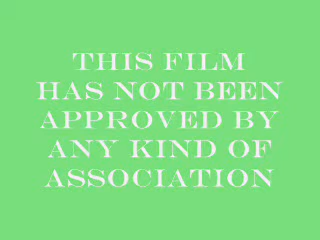 THIS FILM
HAS NOT BEEN
APPROVED BY
ANY KIND OF
ASSOCIATION